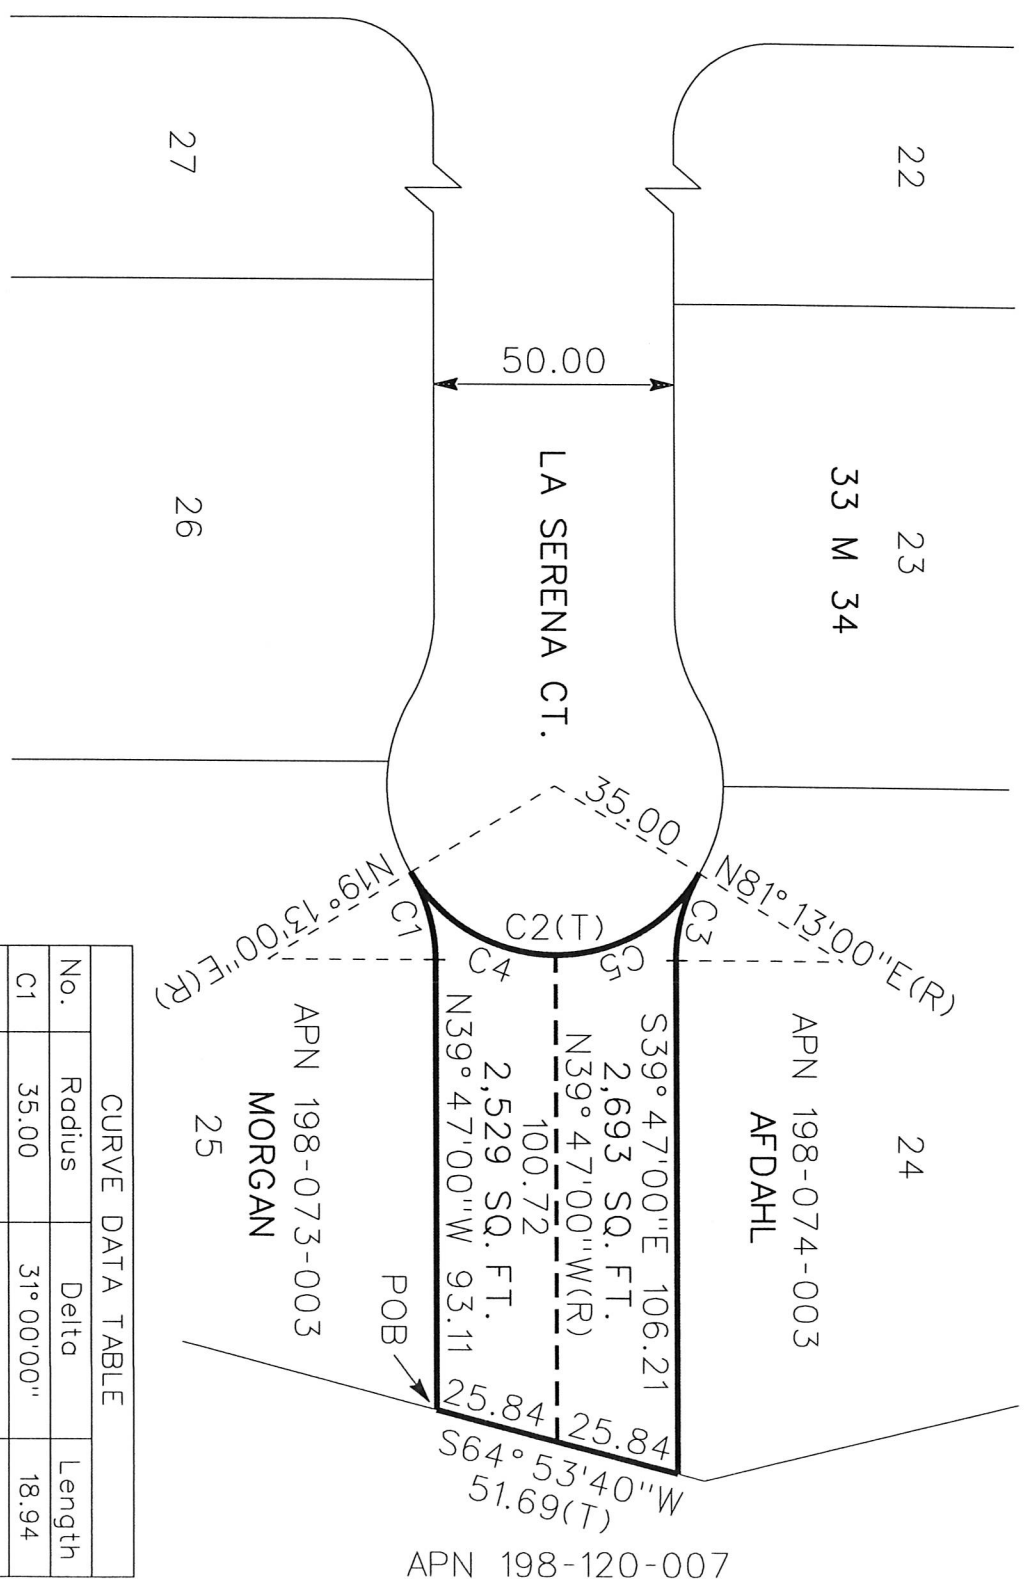 22
27
50.00
23
33 M 34
26
LA SERENA CT.
35.00
N81°13'00"E(R)
N19°13'00"E(R)
C1
C2(T)
C3
C4
C5
24
APN 198-074-003
AFDAHL
S39°47'00"E 106.21
2,693 SQ. FT.
N39°47'00"W(R)
100.72
2,529 SQ. FT.
N39°47'00"W 93.11
APN 198-073-003
MORGAN
25
POB
25.84
25.84
S64°53'40"W
51.69(T)
APN 198-120-007
CURVE DATA TABLE
No. Radius Delta Length
C1 35.00 31°00'00" 18.94